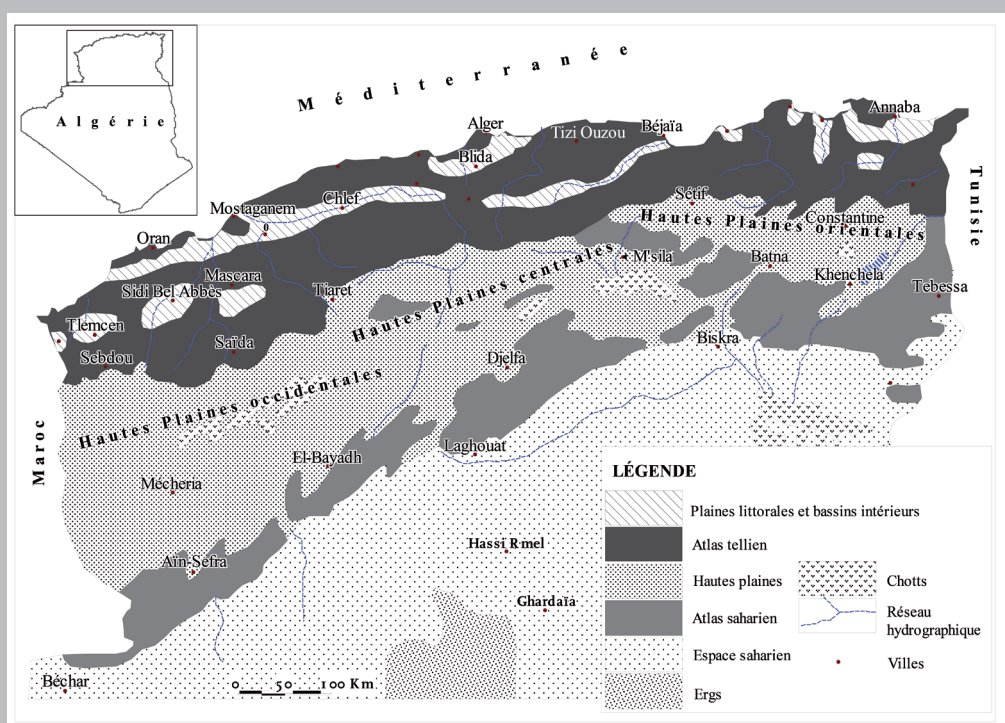 Méditerranée
Algérie
Annaba
Alger
Tizi Ouzou
Béjaïa
Blida
Tunisie
Sétif
Chlef
Mostaganem
Hautes Plaines orientales
Constantine
Oran
M'sila
Batna
Mascara
Khenchela
Hautes Plaines centrales
Sidi Bel Abbès
Tiaret
Tebessa
Tlemcen
Saïda
Biskra
Sebdou
Djelfa
Hautes Plaines occidentales
Maroc
Laghouat
El-Bayadh
Mécheria
Hassi Rmel
Aïn-Sefra
Ghardaïa
Béchar
0 50 100 Km
LÉGENDE
Plaines littorales et bassins intérieurs
Atlas tellien
Hautes plaines
Chotts
Atlas saharien
Réseau
hydrographique
Espace saharien
Villes
Ergs